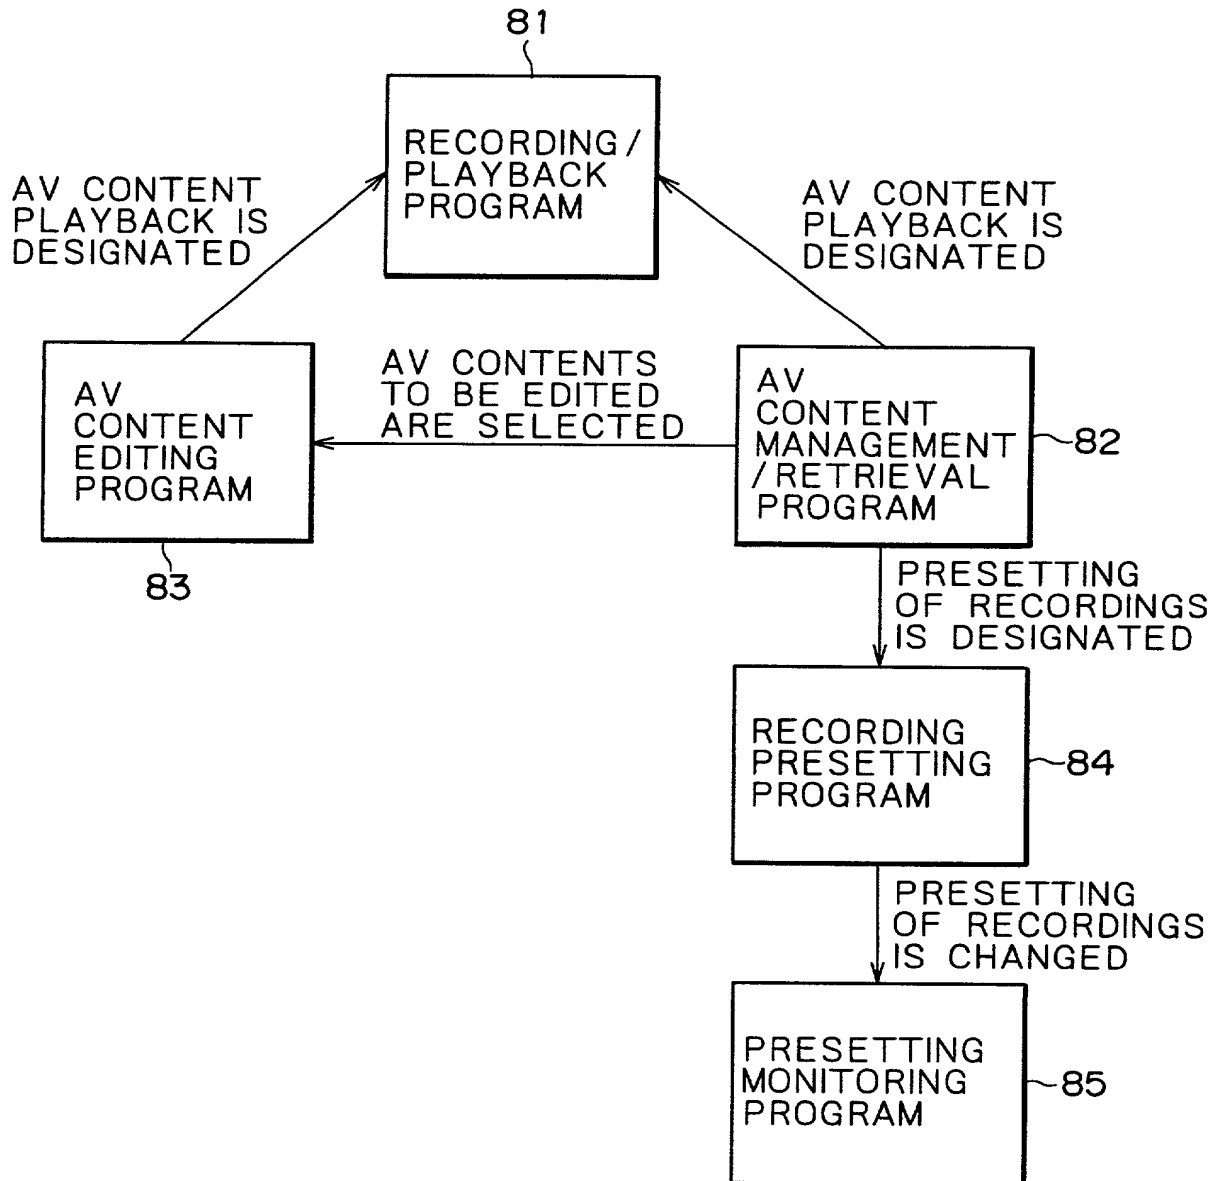 81
RECORDING/
PLAYBACK
PROGRAM
AV CONTENT
PLAYBACK IS
DESIGNATED
AV CONTENT
PLAYBACK IS
DESIGNATED
AV CONTENTS
TO BE EDITED
ARE SELECTED
AV
CONTENT
EDITING
PROGRAM
83
AV
CONTENT
MANAGEMENT
/RETRIEVAL
PROGRAM
82
PRESETTING
OF RECORDINGS
IS DESIGNATED
RECORDING
PRESETTING
PROGRAM
84
PRESETTING
OF RECORDINGS
IS CHANGED
PRESETTING
MONITORING
PROGRAM
85